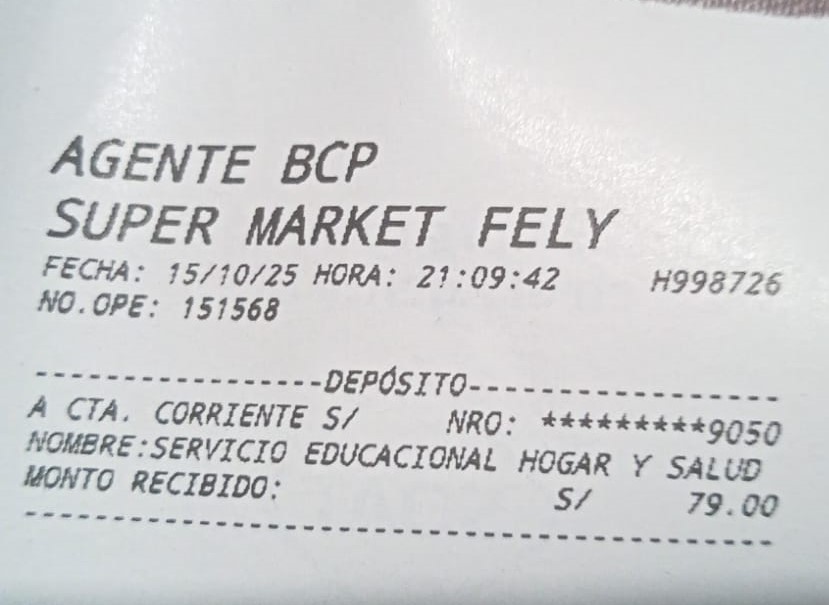 AGENTE BCP
SUPER MARKET FELY
FECHA: 15/10/25 HORA: 21:09:42 H998726
NO.OPE: 151568
-----------------DEPÓSITO------------------
A CTA. CORRIENTE S/ NRO: *********9050
NOMBRE:SERVICIO EDUCACIONAL HOGAR Y SALUD
MONTO RECIBIDO: S/ 79.00
-------------------------------------------